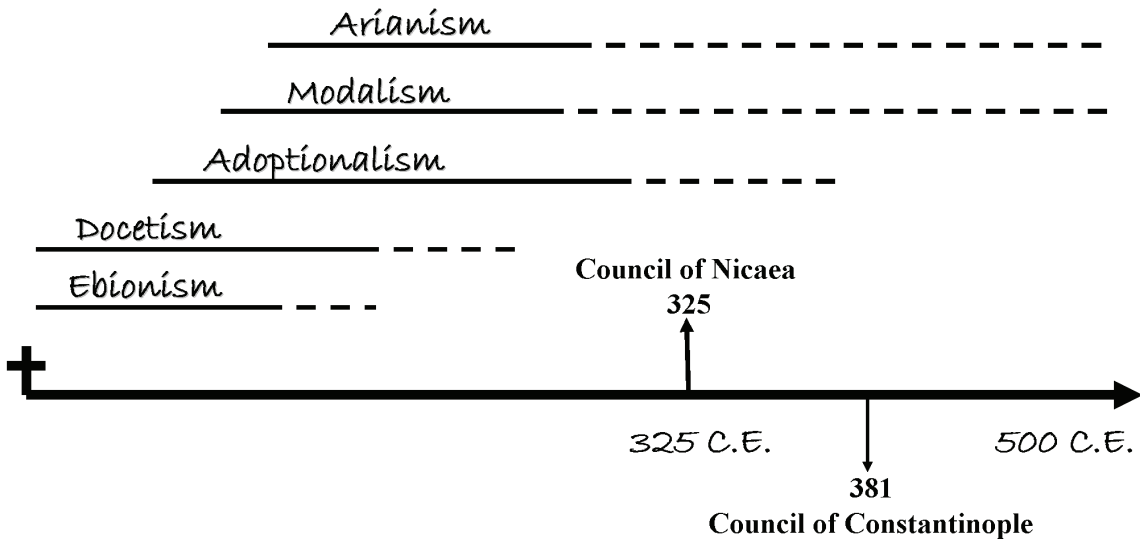 Arianism
Modalism
Adoptionalism
Docetism
Ebionism
Council of Nicaea
325
325 C.E.
500 C.E.
381
Council of Constantinople